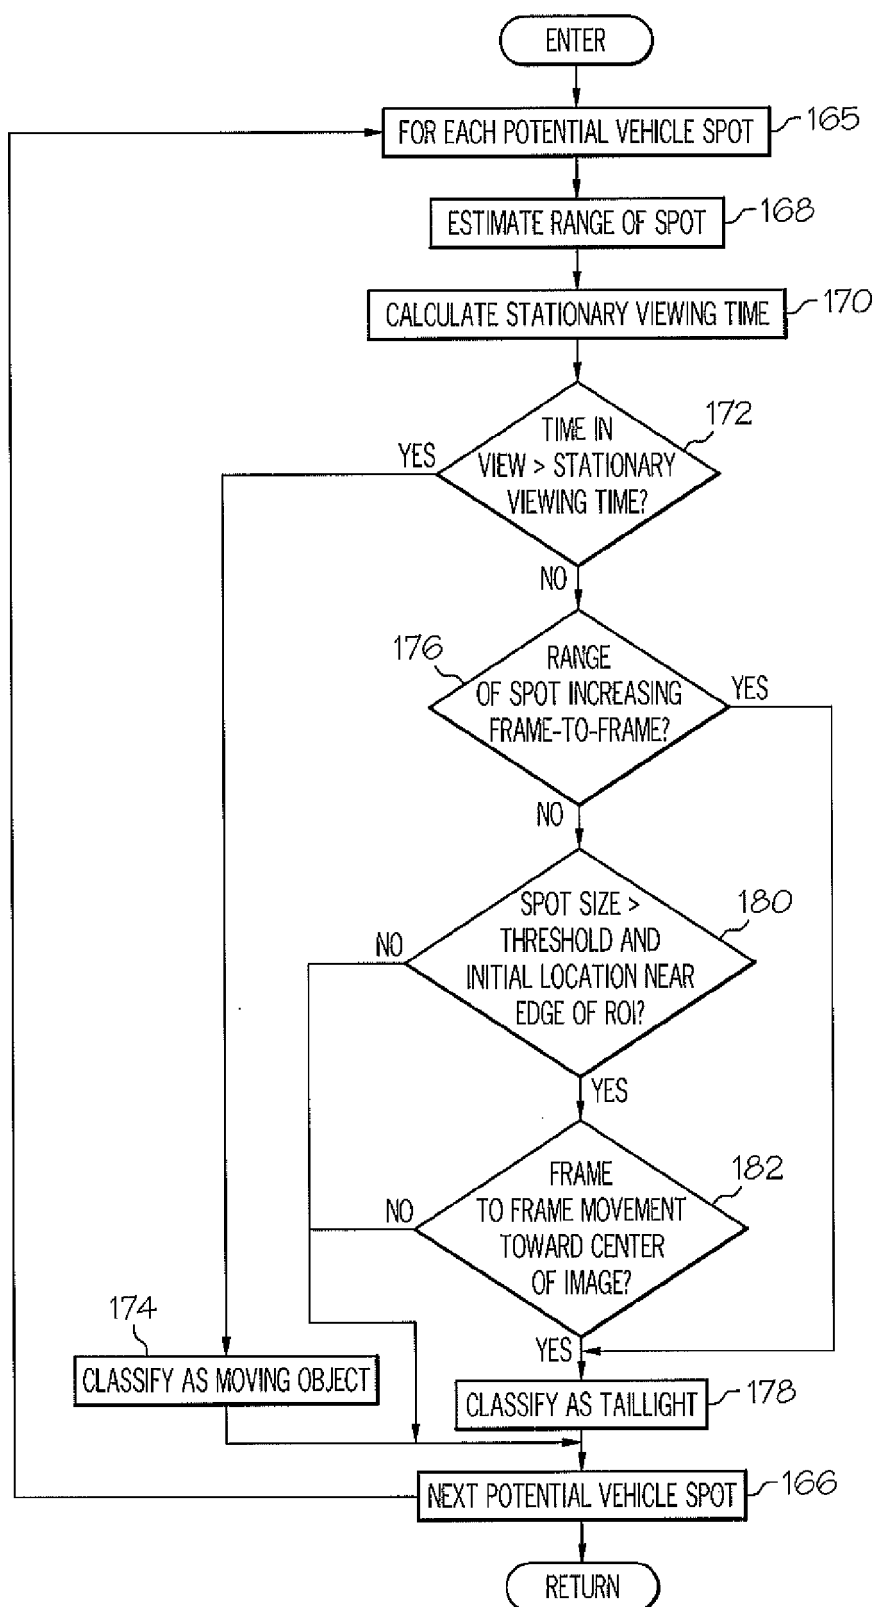 ENTER
FOR EACH POTENTIAL VEHICLE SPOT
165
ESTIMATE RANGE OF SPOT
168
CALCULATE STATIONARY VIEWING TIME
170
172
TIME IN
VIEW > STATIONARY
VIEWING TIME?
YES
NO
176
RANGE
OF SPOT INCREASING
FRAME-TO-FRAME?
YES
NO
180
SPOT SIZE >
THRESHOLD AND
INITIAL LOCATION NEAR
EDGE OF ROI?
NO
YES
182
FRAME
TO FRAME MOVEMENT
TOWARD CENTER
OF IMAGE?
NO
YES
174
CLASSIFY AS MOVING OBJECT
CLASSIFY AS TAILLIGHT
178
NEXT POTENTIAL VEHICLE SPOT
166
RETURN